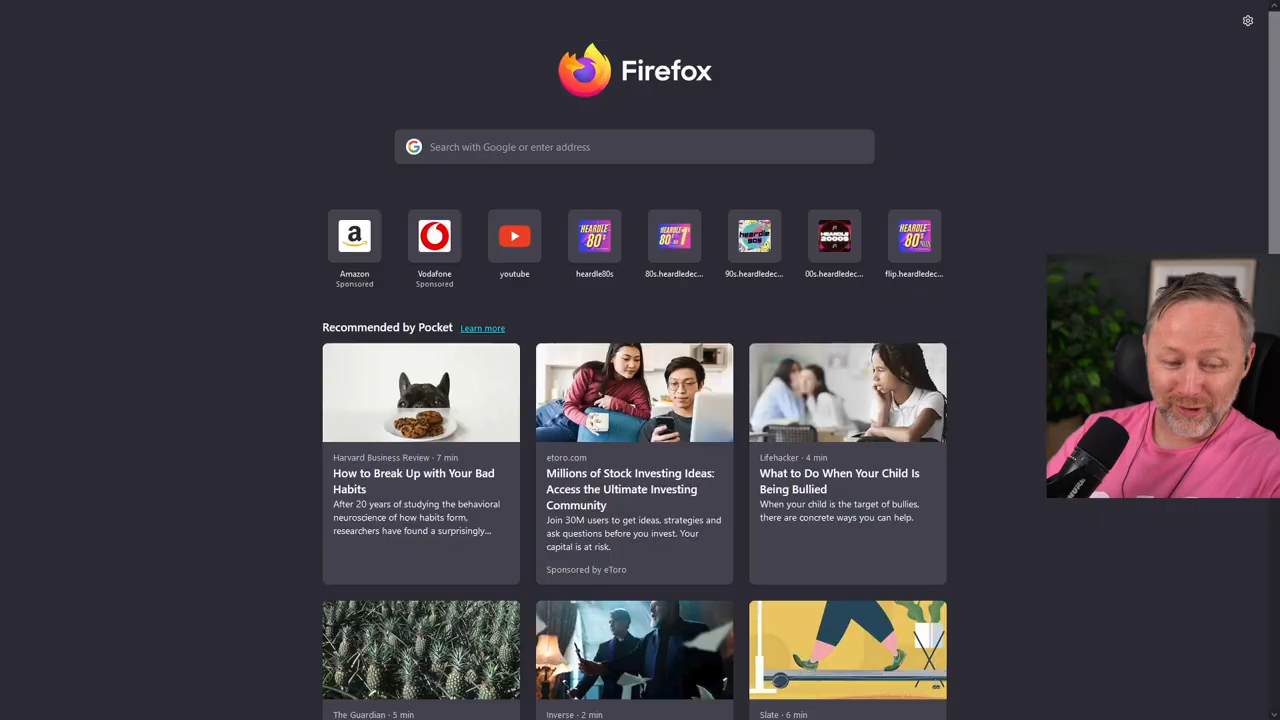 Firefox
Search with Google or enter address
Amazon
Sponsored
Vodafone
Sponsored
youtube
heardle80s
80s.heardledec...
90s.heardledec...
00s.heardledec...
flip.heardledec...
Recommended by Pocket Learn more
Harvard Business Review · 7 min
How to Break Up with Your Bad
Habits
After 20 years of studying the behavioral
neuroscience of how habits form,
researchers have found a surprisingly...
etoro.com
Millions of Stock Investing Ideas:
Access the Ultimate Investing
Community
Join 30M users to get ideas, strategies and
ask questions before you invest. Your
capital is at risk.
Sponsored by eToro
Lifehacker · 4 min
What to Do When Your Child Is
Being Bullied
When your child is the target of bullies,
there are concrete ways you can help.
The Guardian · 5 min
Inverse · 2 min
Slate · 6 min